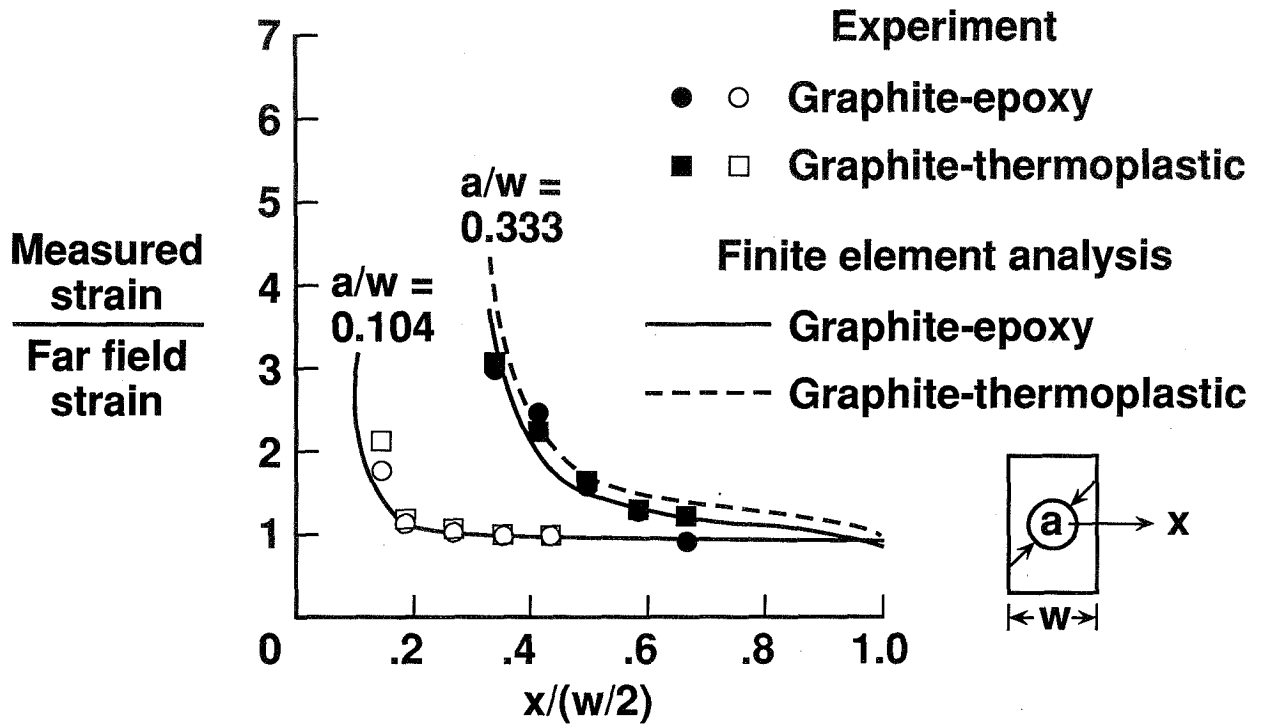 7
6
5
4
3
2
1
0
.2
.4
.6
.8
1.0
x/(w/2)
Measured
strain
Far field
strain
a/w =
0.104
a/w =
0.333
Experiment
Graphite-epoxy
Graphite-thermoplastic
Finite element analysis
Graphite-epoxy
Graphite-thermoplastic
a
x
w